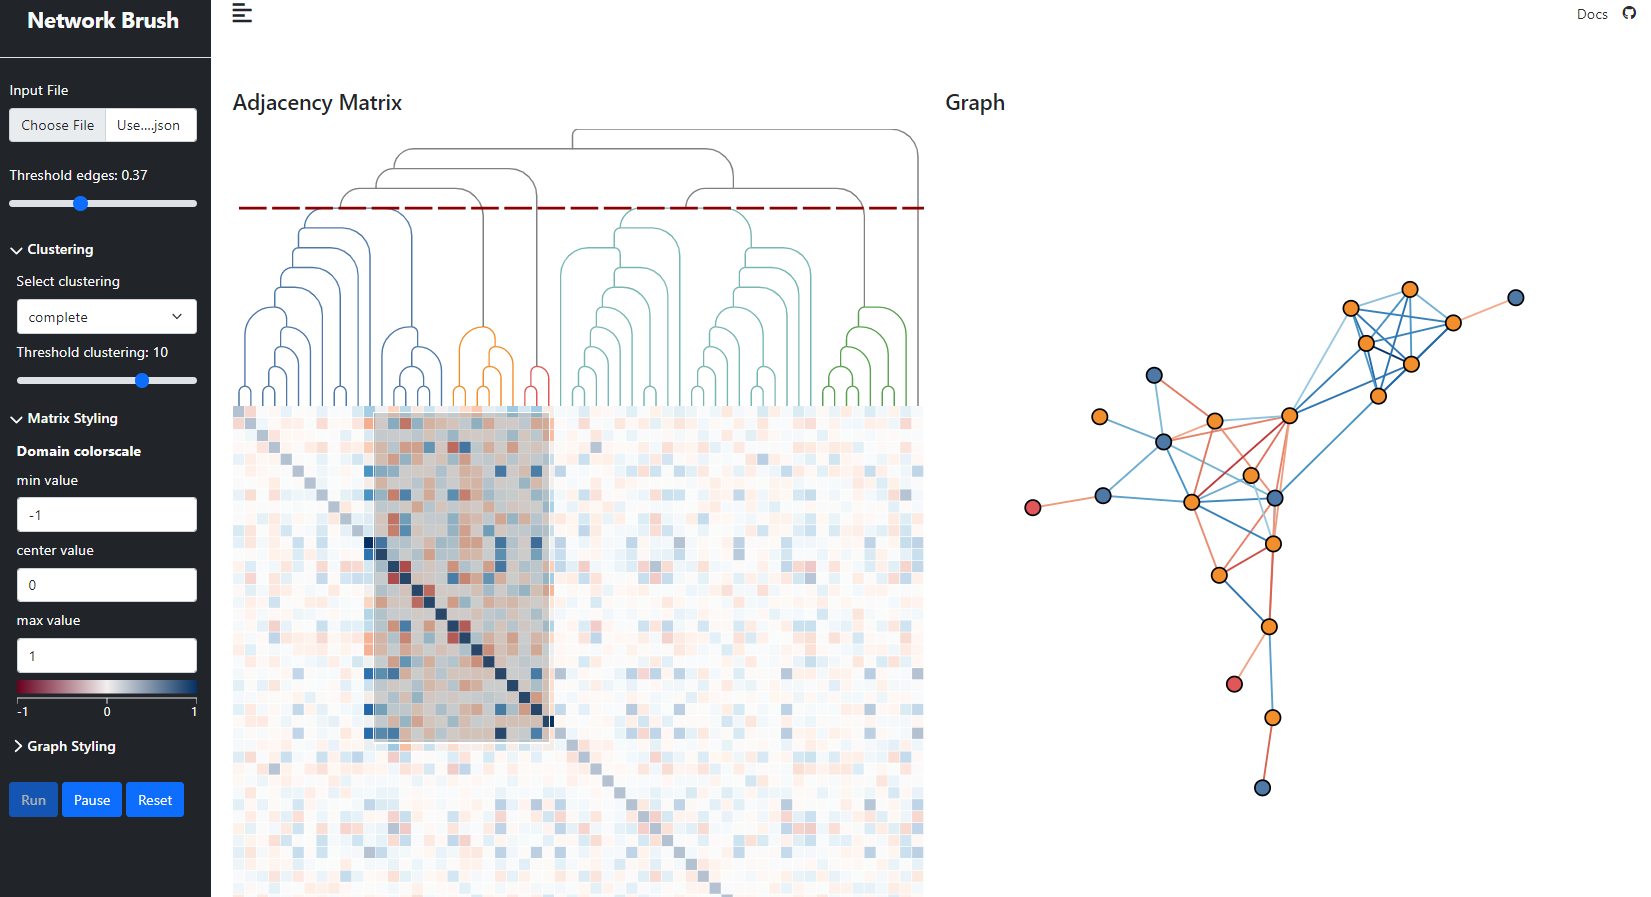 Network Brush
Docs
Input File
Choose File Use....json
Threshold edges: 0.37
Clustering
Select clustering
complete
Threshold clustering: 10
Matrix Styling
Domain colorscale
min value
-1
center value
0
max value
1
-1 0 1
Graph Styling
Run Pause Reset
Adjacency Matrix
Graph